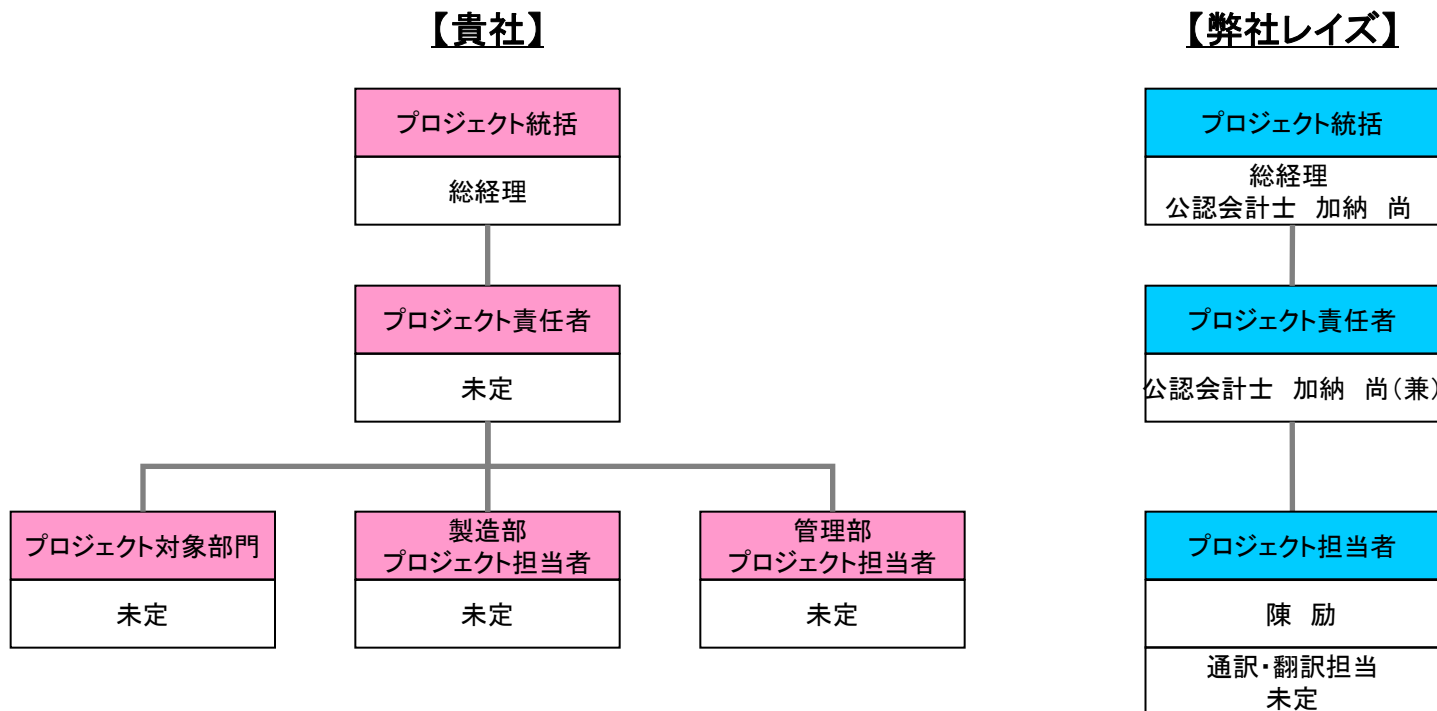 【貴社】
プロジェクト統括
総経理
プロジェクト責任者
未定
プロジェクト対象部門
未定
製造部
プロジェクト担当者
未定
管理部
プロジェクト担当者
未定
【弊社レイズ】
プロジェクト統括
総経理
公認会計士　加納　尚
プロジェクト責任者
公認会計士　加納　尚（兼）
プロジェクト担当者
陳　励
通訳・翻訳担当
未定